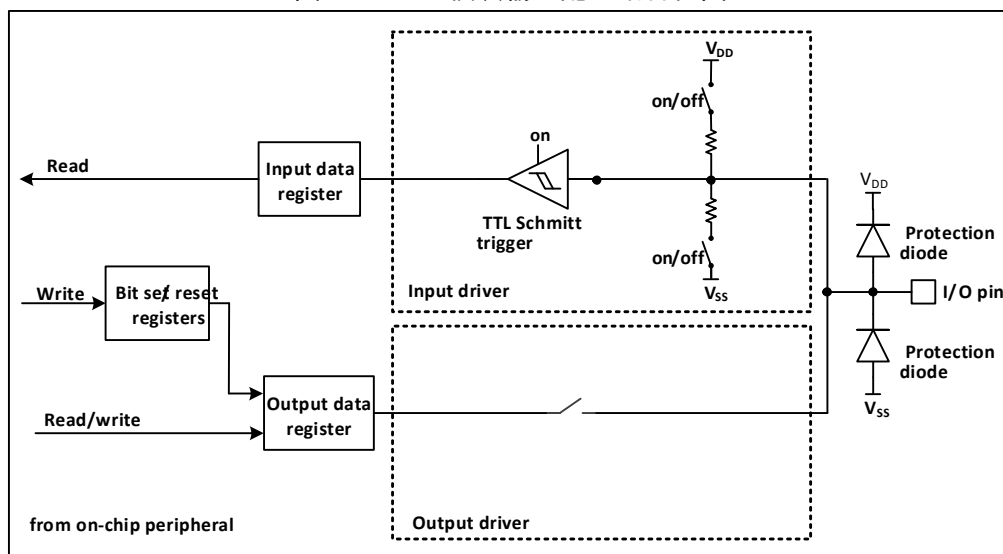 V_DD
on/off
on
Read
Input data
register
TTL Schmitt
trigger
on/off
V_SS
Input driver
V_DD
Protection
diode
I/O pin
Write
Bit set/ reset
registers
Protection
diode
V_SS
Read/write
Output data
register
from on-chip peripheral
Output driver